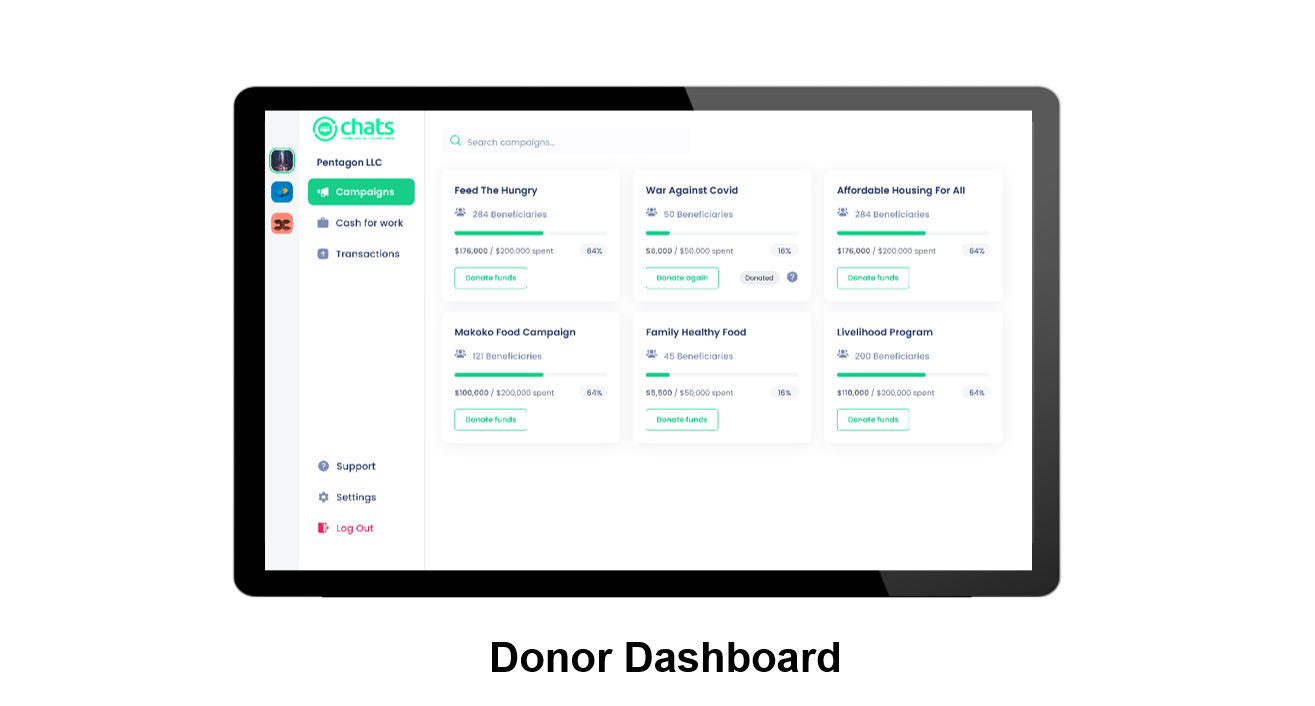 chats
Pentagon LLC
Campaigns
Cash for work
Transactions
Support
Settings
Log Out
Search campaigns...
Feed The Hungry
284 Beneficiaries
$176,000 / $200,000 spent
64%
Donate funds
War Against Covid
50 Beneficiaries
$6,000 / $50,000 spent
16%
Donate again
Donated
?
Affordable Housing For All
284 Beneficiaries
$176,000 / $200,000 spent
64%
Donate funds
Makoko Food Campaign
121 Beneficiaries
$100,000 / $200,000 spent
64%
Donate funds
Family Healthy Food
45 Beneficiaries
$5,500 / $50,000 spent
16%
Donate funds
Livelihood Program
200 Beneficiaries
$110,000 / $200,000 spent
64%
Donate funds
Donor Dashboard